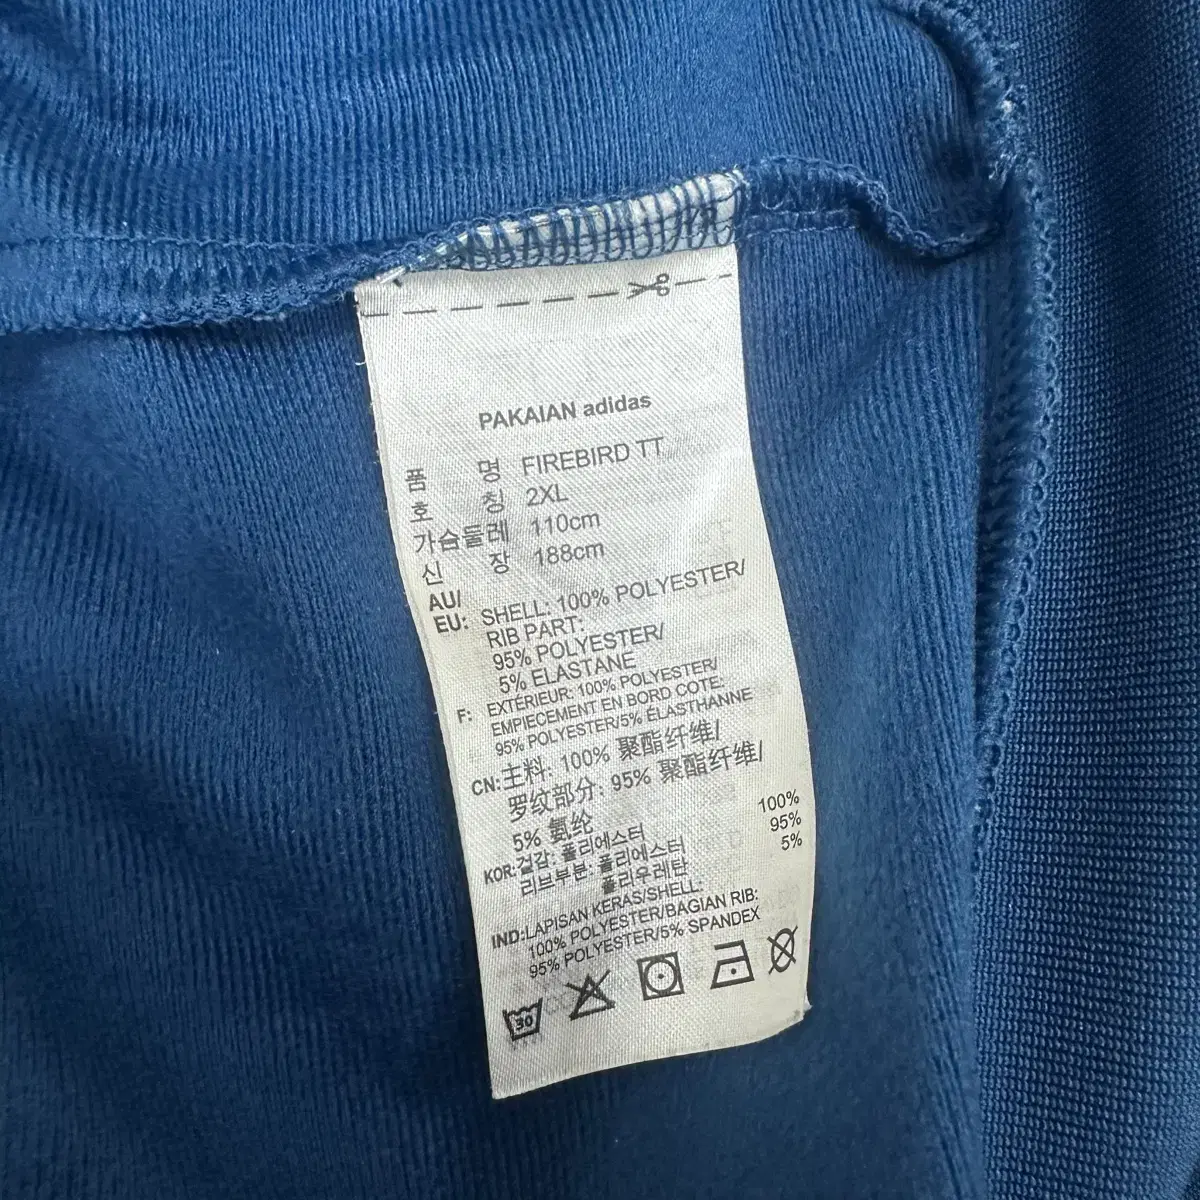 PAKAIAN adidas
품 명 FIREBIRD TT
호 칭 2XL
가슴둘레 110cm
신 장 188cm
AU/
EU: SHELL: 100% POLYESTER/
RIB PART:
95% POLYESTER/
5% ELASTANE
F: EXTÉRIEUR: 100% POLYESTER/
EMPIECEMENT EN BORD COTE:
95% POLYESTER/5% ÉLASTHANNE
CN:主料: 100% 聚酯纤维/
罗纹部分: 95% 聚酯纤维/
5% 氨纶
KOR:겉감: 폴리에스터 100%
리브부분: 폴리에스터 95%
폴리우레탄 5%
IND:LAPISAN KERAS/SHELL:
100% POLYESTER/BAGIAN RIB:
95% POLYESTER/5% SPANDEX
30